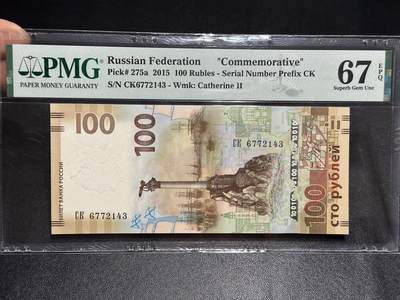 PMG
PAPER MONEY GUARANTY
Russian Federation "Commemorative"
Pick# 275a 2015 100 Rubles - Serial Number Prefix CK
S/N CK6772143 - Wmk: Catherine II
67 EPQ
Superb Gem Unc
100
100
СК 6772143
СК 6772143
БИЛЕТ БАНКА РОССИИ
100
СТО РУБЛЕЙ